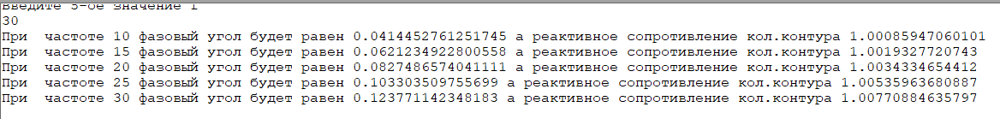 Введите 5-ое значение
30
При  частоте 10 фазовый угол будет равен 0.0414452761251745 а реактивное сопротивление кол.контура 1.00085947060101
При  частоте 15 фазовый угол будет равен 0.0621234922800558 а реактивное сопротивление кол.контура 1.0019327720743
При  частоте 20 фазовый угол будет равен 0.0827486574041111 а реактивное сопротивление кол.контура 1.0034334654412
При  частоте 25 фазовый угол будет равен 0.103303509755699 а реактивное сопротивление кол.контура 1.00535963680887
При  частоте 30 фазовый угол будет равен 0.123771142348183 а реактивное сопротивление кол.контура 1.00770884635797